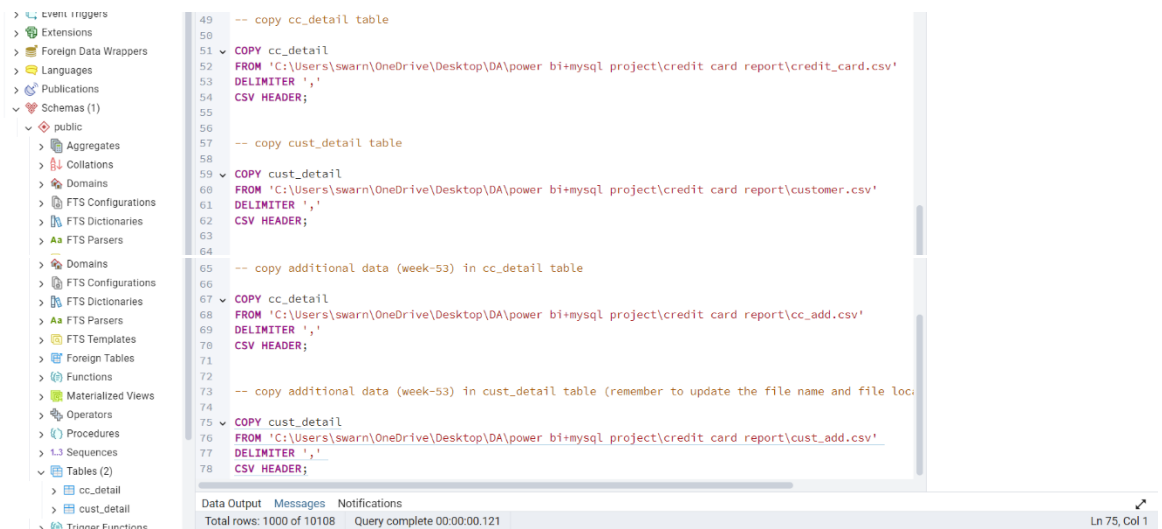 Event Triggers
Extensions
Foreign Data Wrappers
Languages
Publications
Schemas (1)
public
Aggregates
Collations
Domains
FTS Configurations
FTS Dictionaries
Aa FTS Parsers
Domains
FTS Configurations
FTS Dictionaries
Aa FTS Parsers
FTS Templates
Foreign Tables
Functions
Materialized Views
Operators
Procedures
1..3 Sequences
Tables (2)
cc_detail
cust_detail
Trigger Functions
49 -- copy cc_detail table
50
51 COPY cc_detail
52 FROM 'C:\Users\swarn\OneDrive\Desktop\DA\power bi+mysql project\credit card report\credit_card.csv'
53 DELIMITER ','
54 CSV HEADER;
55
56
57 -- copy cust_detail table
58
59 COPY cust_detail
60 FROM 'C:\Users\swarn\OneDrive\Desktop\DA\power bi+mysql project\credit card report\customer.csv'
61 DELIMITER ','
62 CSV HEADER;
63
64
65 -- copy additional data (week-53) in cc_detail table
66
67 COPY cc_detail
68 FROM 'C:\Users\swarn\OneDrive\Desktop\DA\power bi+mysql project\credit card report\cc_add.csv'
69 DELIMITER ','
70 CSV HEADER;
71
72
73 -- copy additional data (week-53) in cust_detail table (remember to update the file name and file loca
74
75 COPY cust_detail
76 FROM 'C:\Users\swarn\OneDrive\Desktop\DA\power bi+mysql project\credit card report\cust_add.csv'
77 DELIMITER ','
78 CSV HEADER;
Data Output Messages Notifications
Total rows: 1000 of 10108 Query complete 00:00:00.121 Ln 75, Col 1